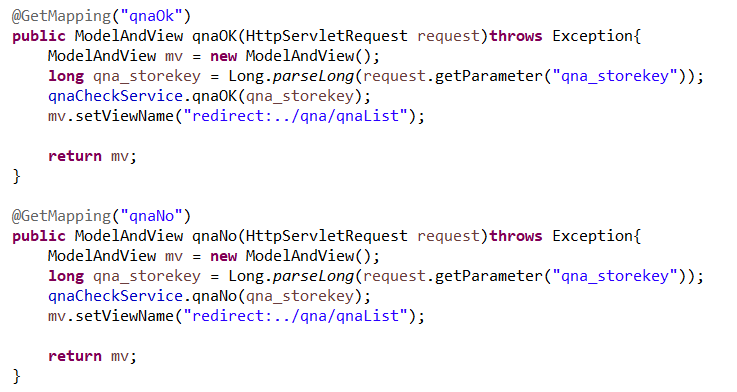 @GetMapping("qnaOk")
public ModelAndView qnaOK(HttpServletRequest request)throws Exception{
    ModelAndView mv = new ModelAndView();
    long qna_storekey = Long.parseLong(request.getParameter("qna_storekey"));
    qnaCheckService.qnaOK(qna_storekey);
    mv.setViewName("redirect:../qna/qnaList");

    return mv;
}

@GetMapping("qnaNo")
public ModelAndView qnaNo(HttpServletRequest request)throws Exception{
    ModelAndView mv = new ModelAndView();
    long qna_storekey = Long.parseLong(request.getParameter("qna_storekey"));
    qnaCheckService.qnaNo(qna_storekey);
    mv.setViewName("redirect:../qna/qnaList");

    return mv;
}